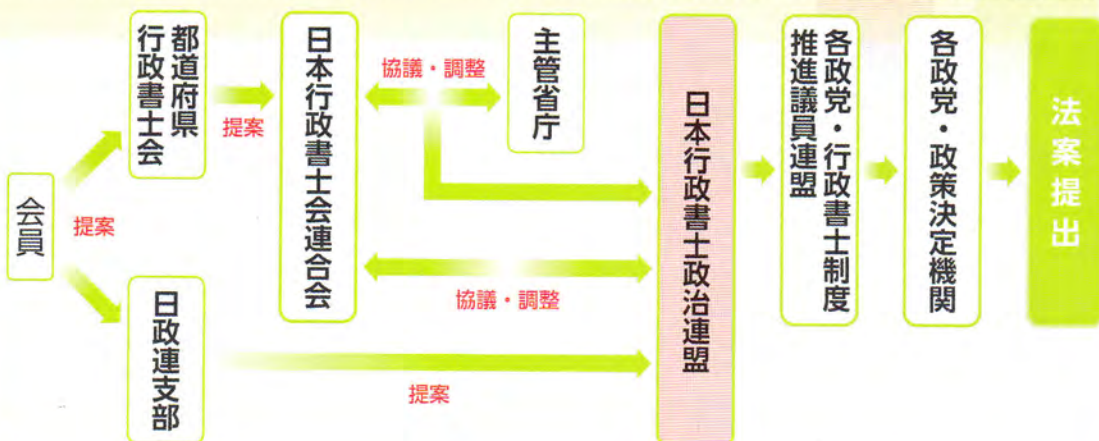 会員
提案
都道府県
行政書士会
日政連支部
提案
日本行政書士会連合会
協議・調整
主管省庁
協議・調整
提案
日本行政書士政治連盟
各政党・行政書士制度
推進議員連盟
各政党・政策決定機関
法案提出